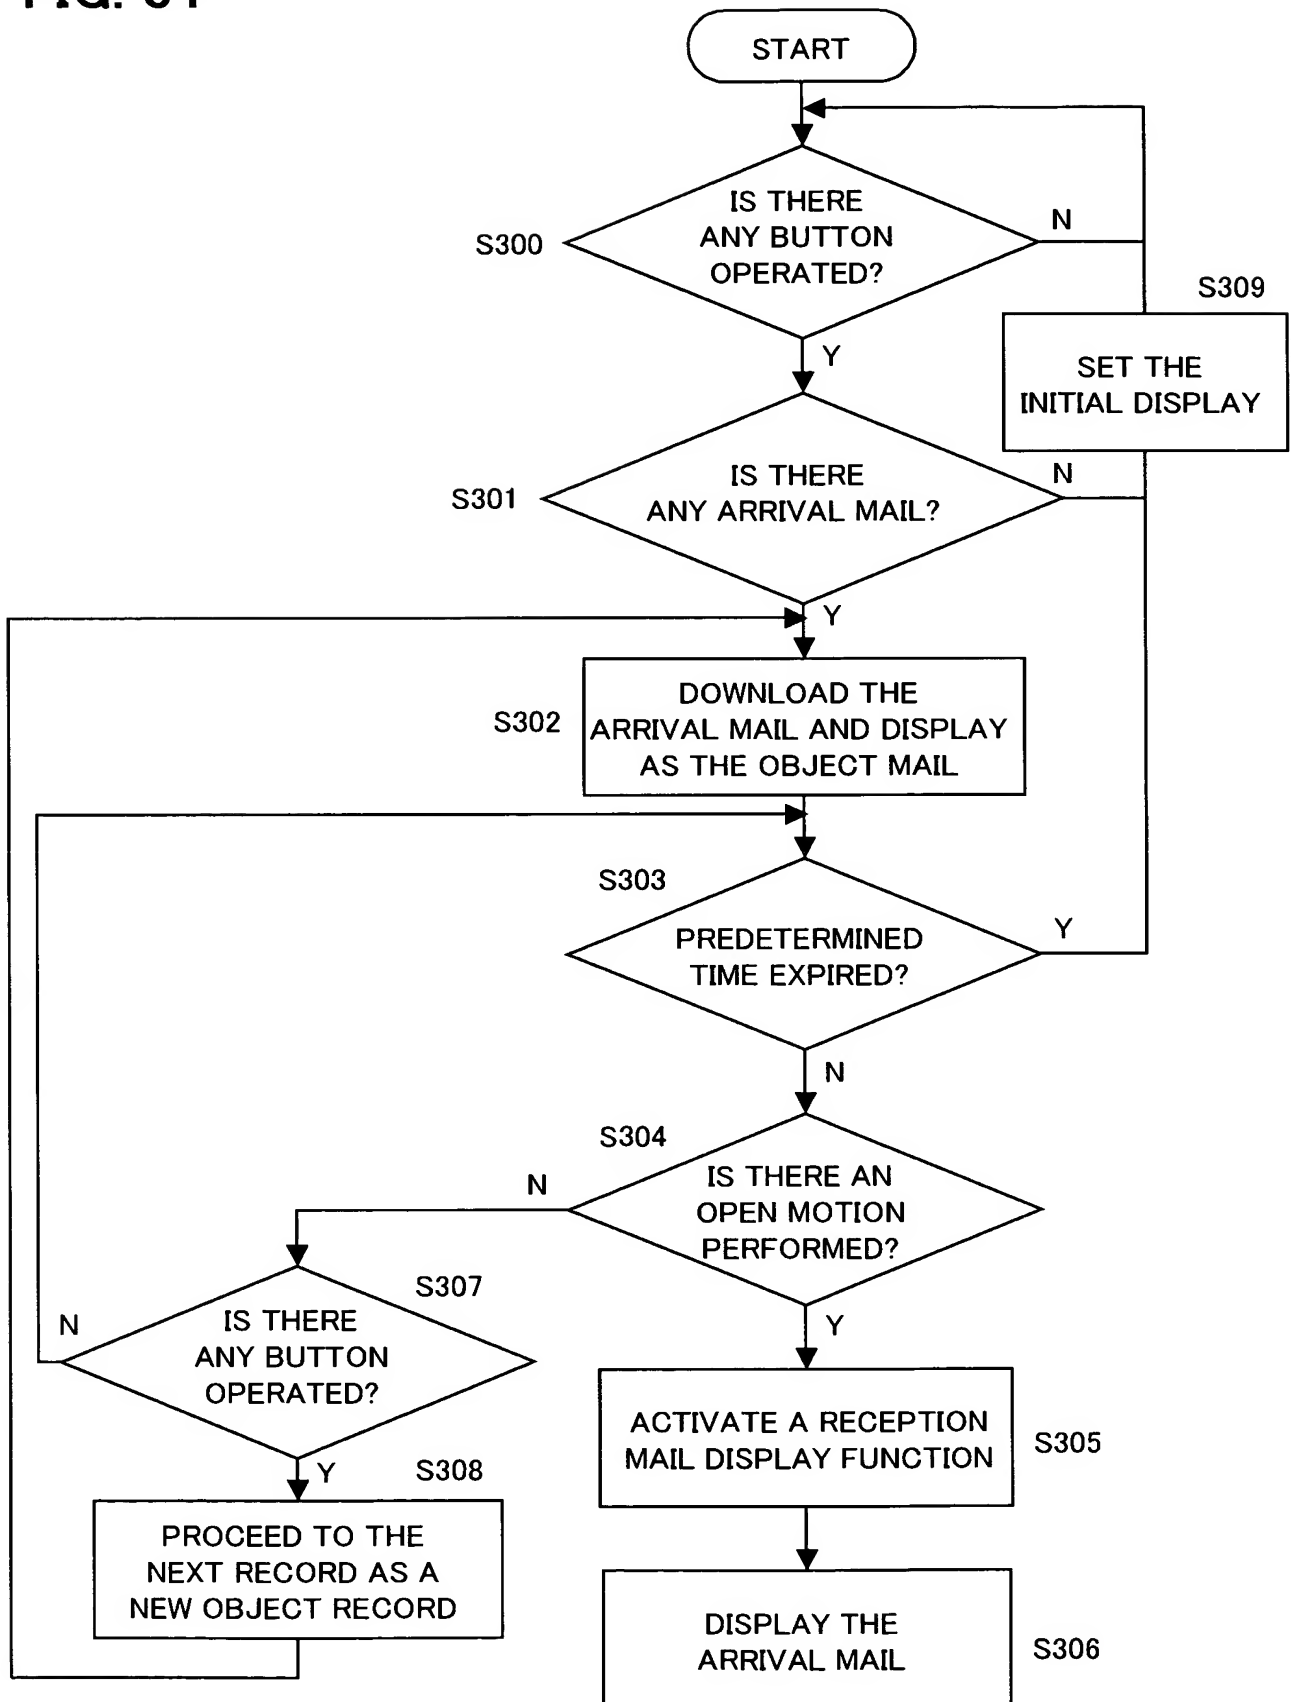 START
IS THERE
ANY BUTTON
OPERATED?
N
S300
S309
Y
SET THE
INITIAL DISPLAY
IS THERE
ANY ARRIVAL MAIL?
N
S301
Y
DOWNLOAD THE
ARRIVAL MAIL AND DISPLAY
AS THE OBJECT MAIL
S302
S303
PREDETERMINED
TIME EXPIRED?
Y
N
S304
IS THERE AN
OPEN MOTION
PERFORMED?
N
S307
IS THERE
ANY BUTTON
OPERATED?
N
Y
Y
ACTIVATE A RECEPTION
MAIL DISPLAY FUNCTION
S305
S308
PROCEED TO THE
NEXT RECORD AS A
NEW OBJECT RECORD
DISPLAY THE
ARRIVAL MAIL
S306